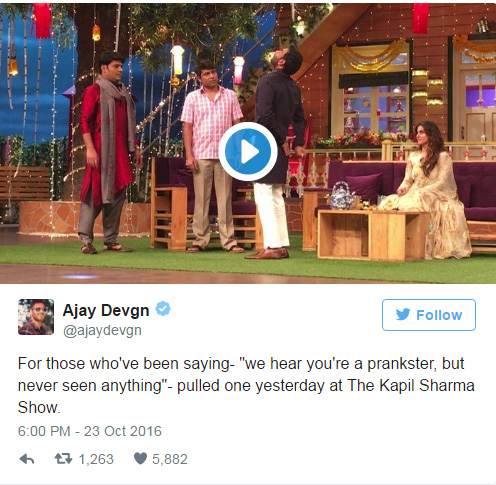 Ajay Devgn
@ajaydevgn
Follow
For those who've been saying- "we hear you're a prankster, but
never seen anything"- pulled one yesterday at The Kapil Sharma
Show.
6:00 PM - 23 Oct 2016
1,263 5,882